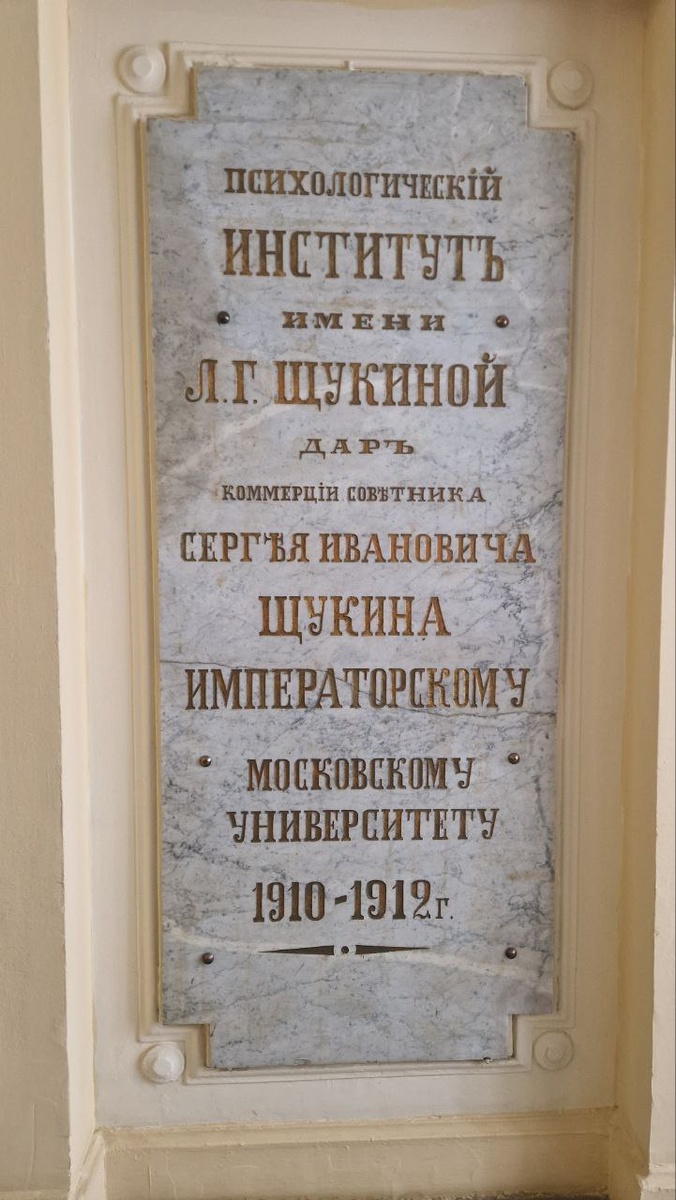 ПСИХОЛОГИЧЕСКІЙ
ИНСТИТУТЪ
ИМЕНИ
Л.Г. ЩУКИНОЙ
ДАРЪ
КОММЕРЦІИ СОВѢТНИКА
СЕРГѢЯ ИВАНОВИЧА
ЩУКИНА
ИМПЕРАТОРСКОМУ
МОСКОВСКОМУ
УНИВЕРСИТЕТУ
1910-1912г.